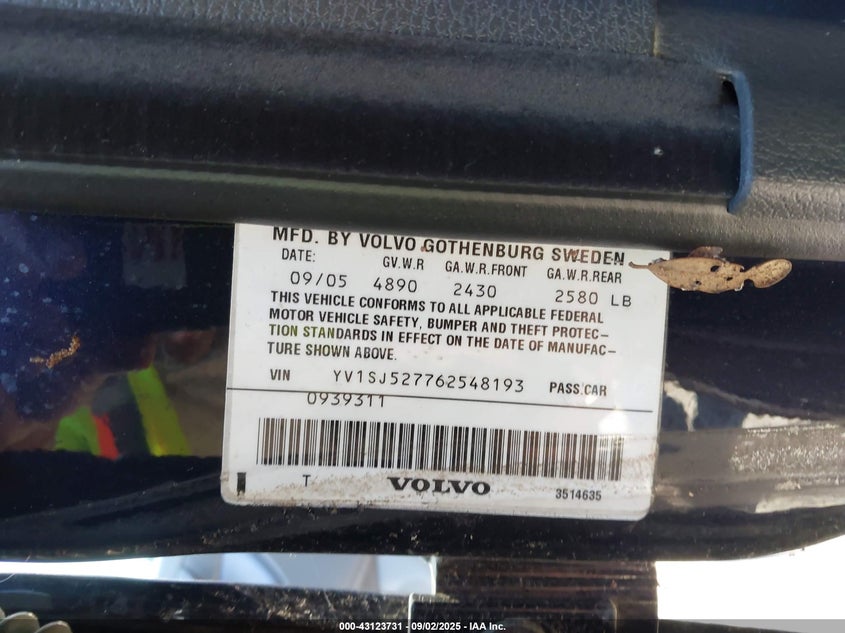 MFD. BY VOLVO GOTHENBURG SWEDEN
DATE: GV.W.R GA.W.R.FRONT GA.W.R.REAR
09/05 4890 2430 2580 LB
THIS VEHICLE CONFORMS TO ALL APPLICABLE FEDERAL
MOTOR VEHICLE SAFETY, BUMPER AND THEFT PROTEC-
TION STANDARDS IN EFFECT ON THE DATE OF MANUFAC-
TURE SHOWN ABOVE.
VIN YV1SJ527762548193 PASS.CAR
0939311
T VOLVO 3514635
000-43123731 - 09/02/2025 - IAA Inc.